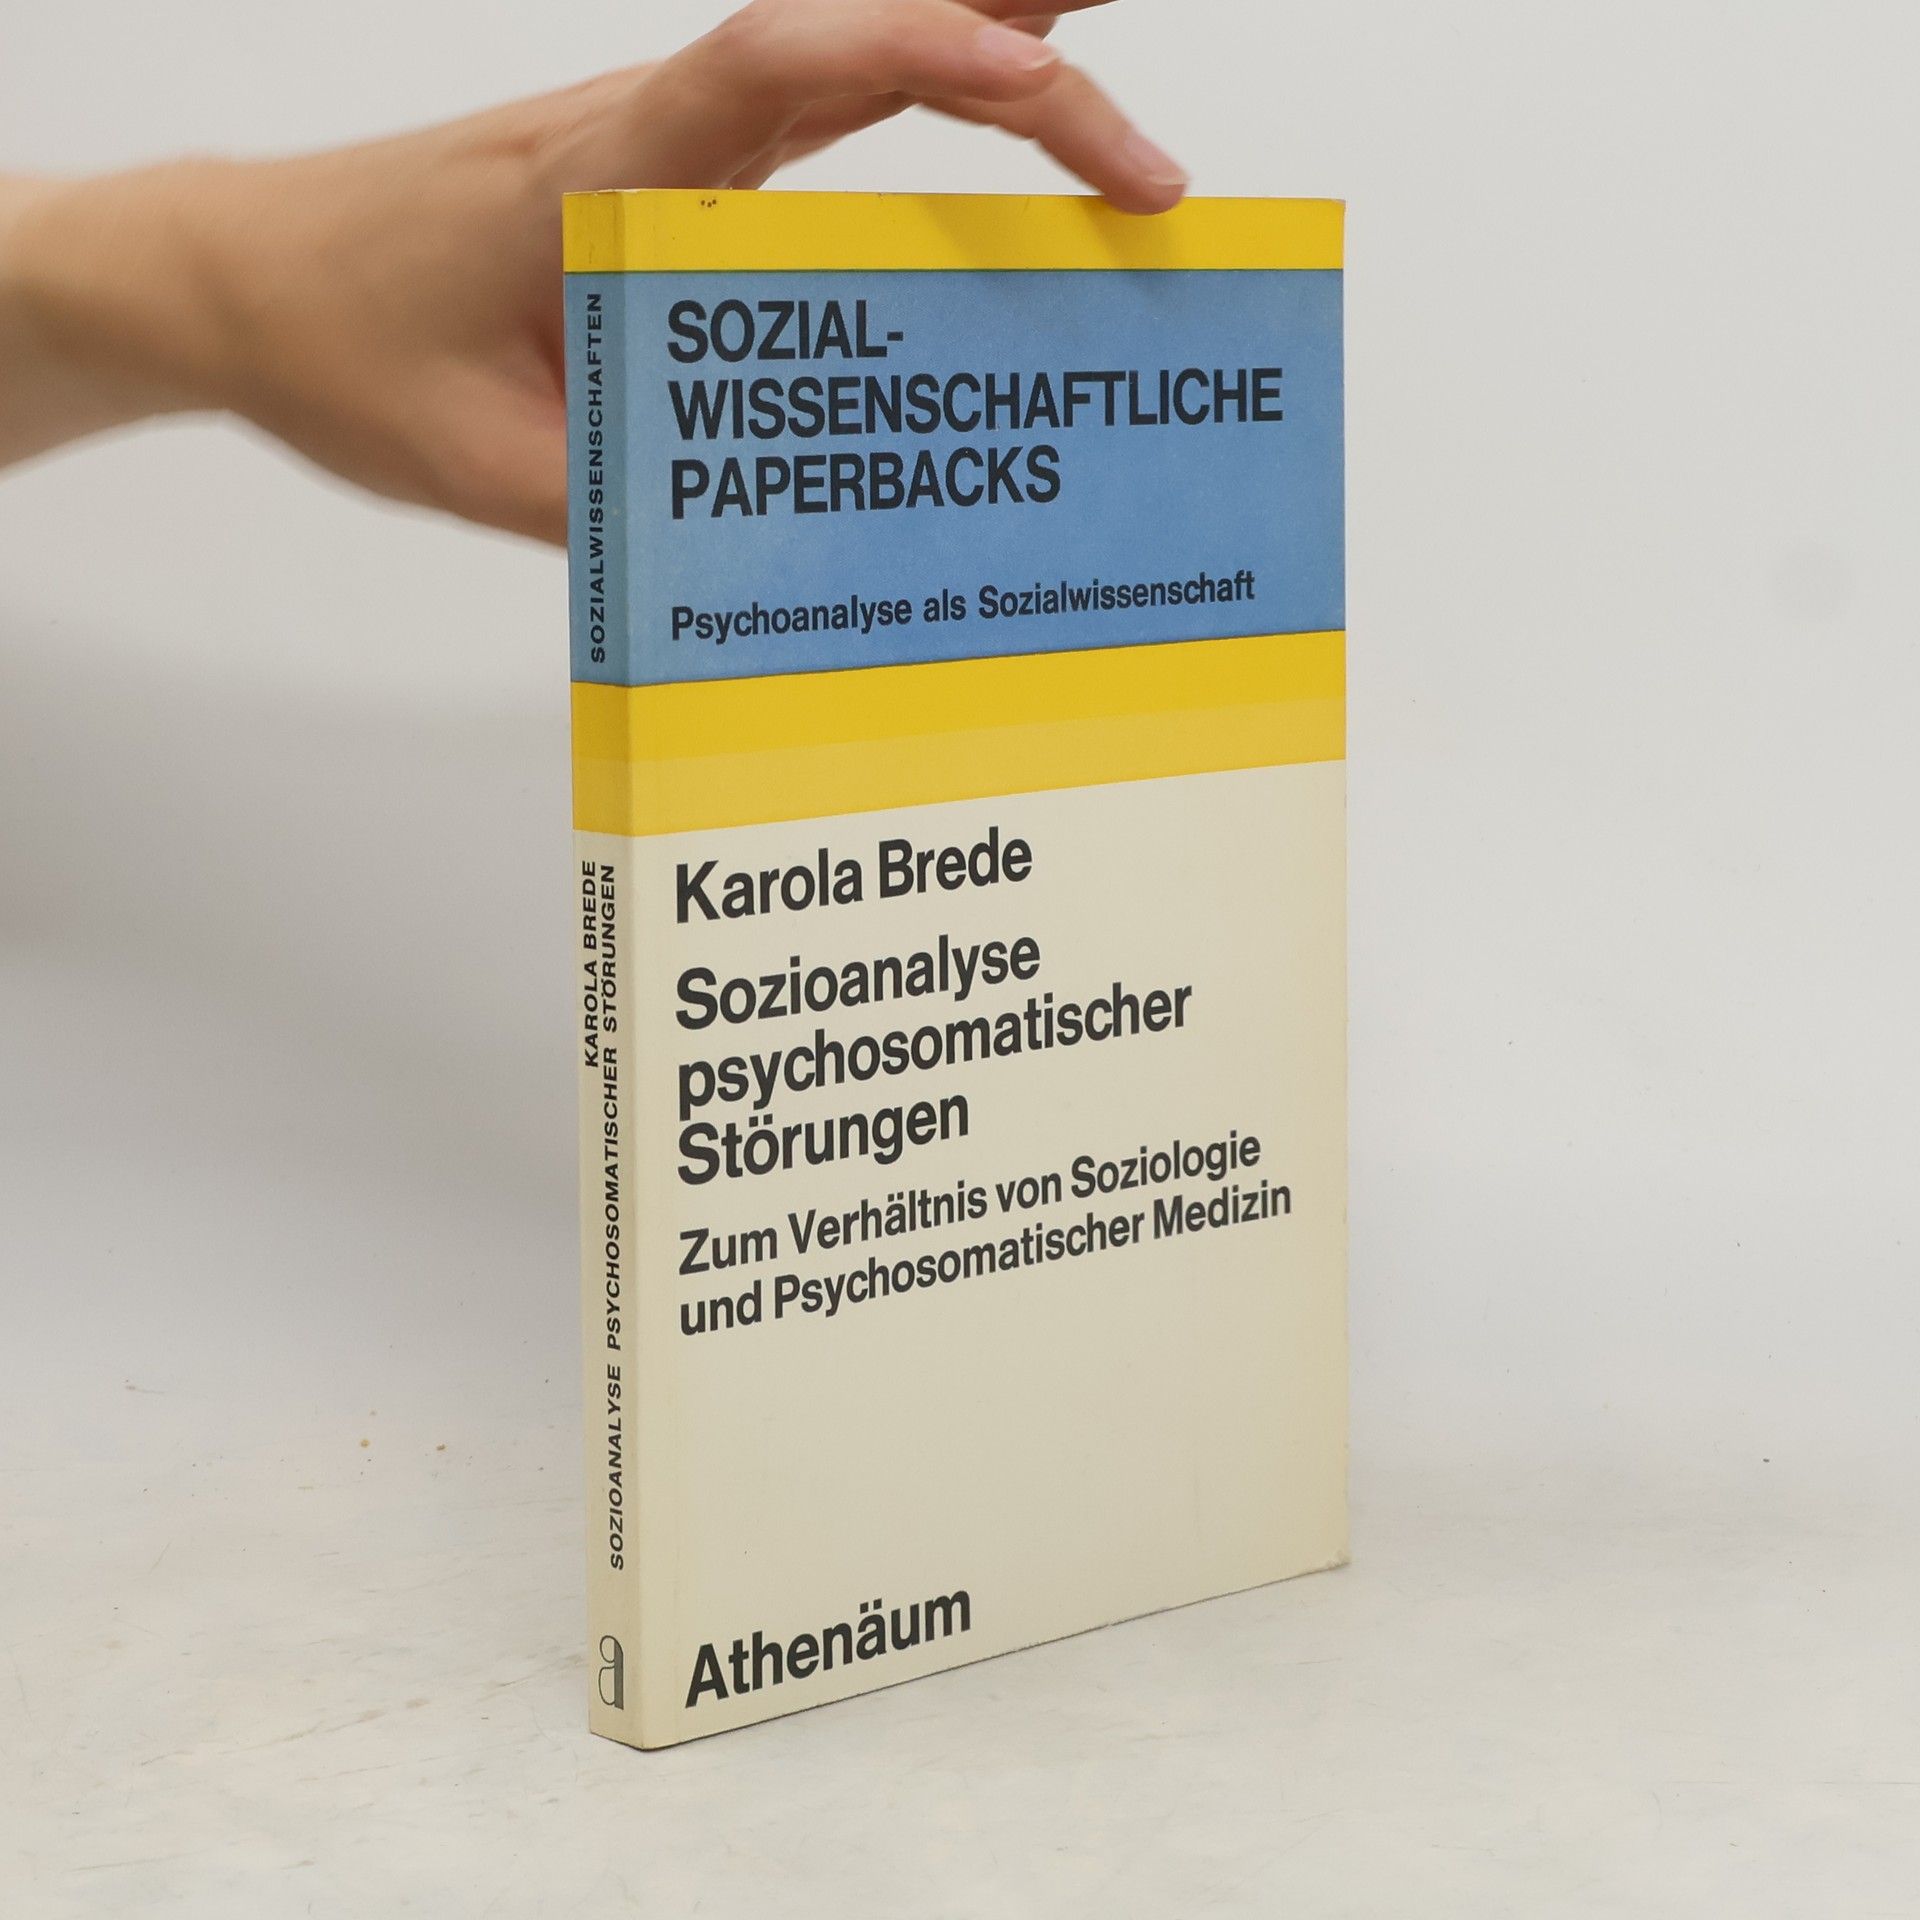 SOZIALWISSENSCHAFTEN
KAROLA BREDE
SOZIOANALYSE PSYCHOSOMATISCHER STÖRUNGEN
a
SOZIAL-
WISSENSCHAFTLICHE
PAPERBACKS
Psychoanalyse als Sozialwissenschaft
Karola Brede
Sozioanalyse
psychosomatischer
Störungen
Zum Verhältnis von Soziologie
und Psychosomatischer Medizin
Athenäum